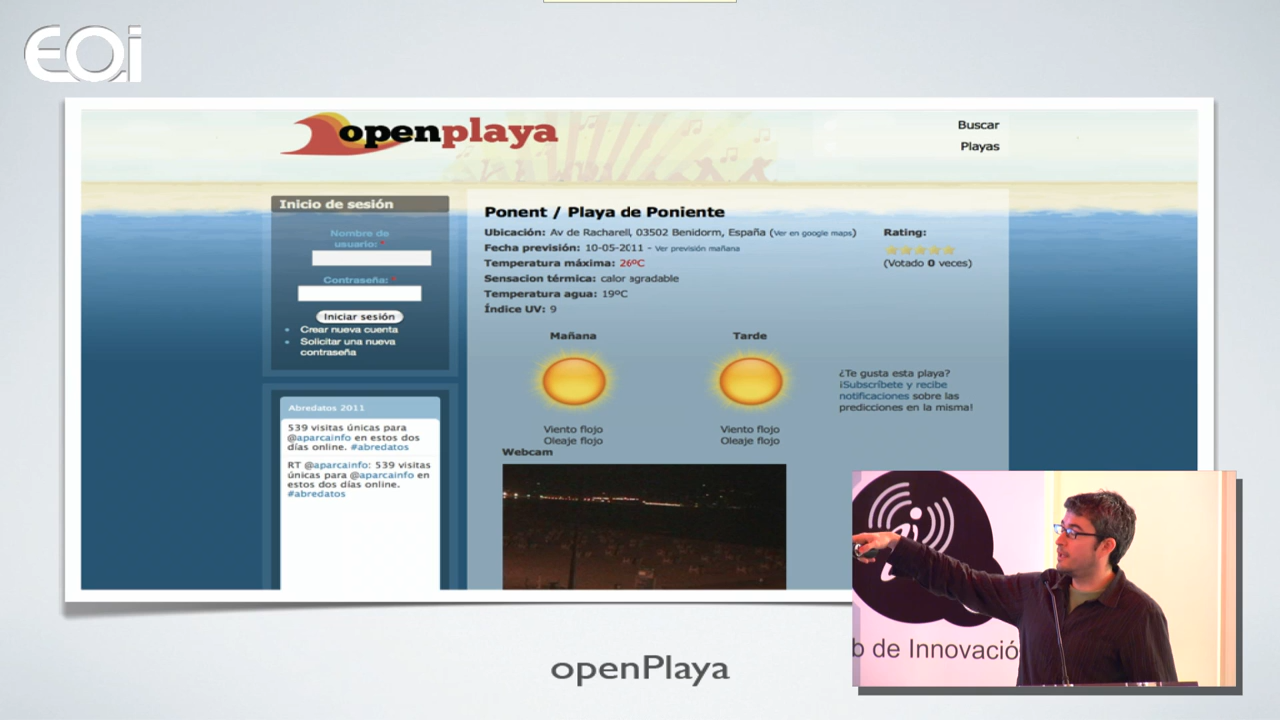 EOi
openplaya
Buscar
Playas
Inicio de sesión
Nombre de
usuario: *
Contraseña: *
Iniciar sesión
Crear nueva cuenta
Solicitar una nueva
contraseña
Abredatos 2011
539 visitas únicas para
@aparcainfo en estos dos
días online. #abredatos
RT @aparcainfo: 539 visitas
únicas para @aparcainfo en
estos dos días online.
#abredatos
Ponent / Playa de Poniente
Ubicación: Av de Racharell, 03502 Benidorm, España (Ver en google maps)
Fecha previsión: 10-05-2011 - Ver previsión mañana
Temperatura máxima: 26ºC
Sensacion térmica: calor agradable
Temperatura agua: 19ºC
Índice UV: 9
Rating:
(Votado 0 veces)
Mañana
Tarde
Viento flojo
Oleaje flojo
Viento flojo
Oleaje flojo
¿Te gusta esta playa?
¡Subscríbete y recibe
notificaciones sobre las
predicciones en la misma!
Webcam
b de Innovació
openPlaya